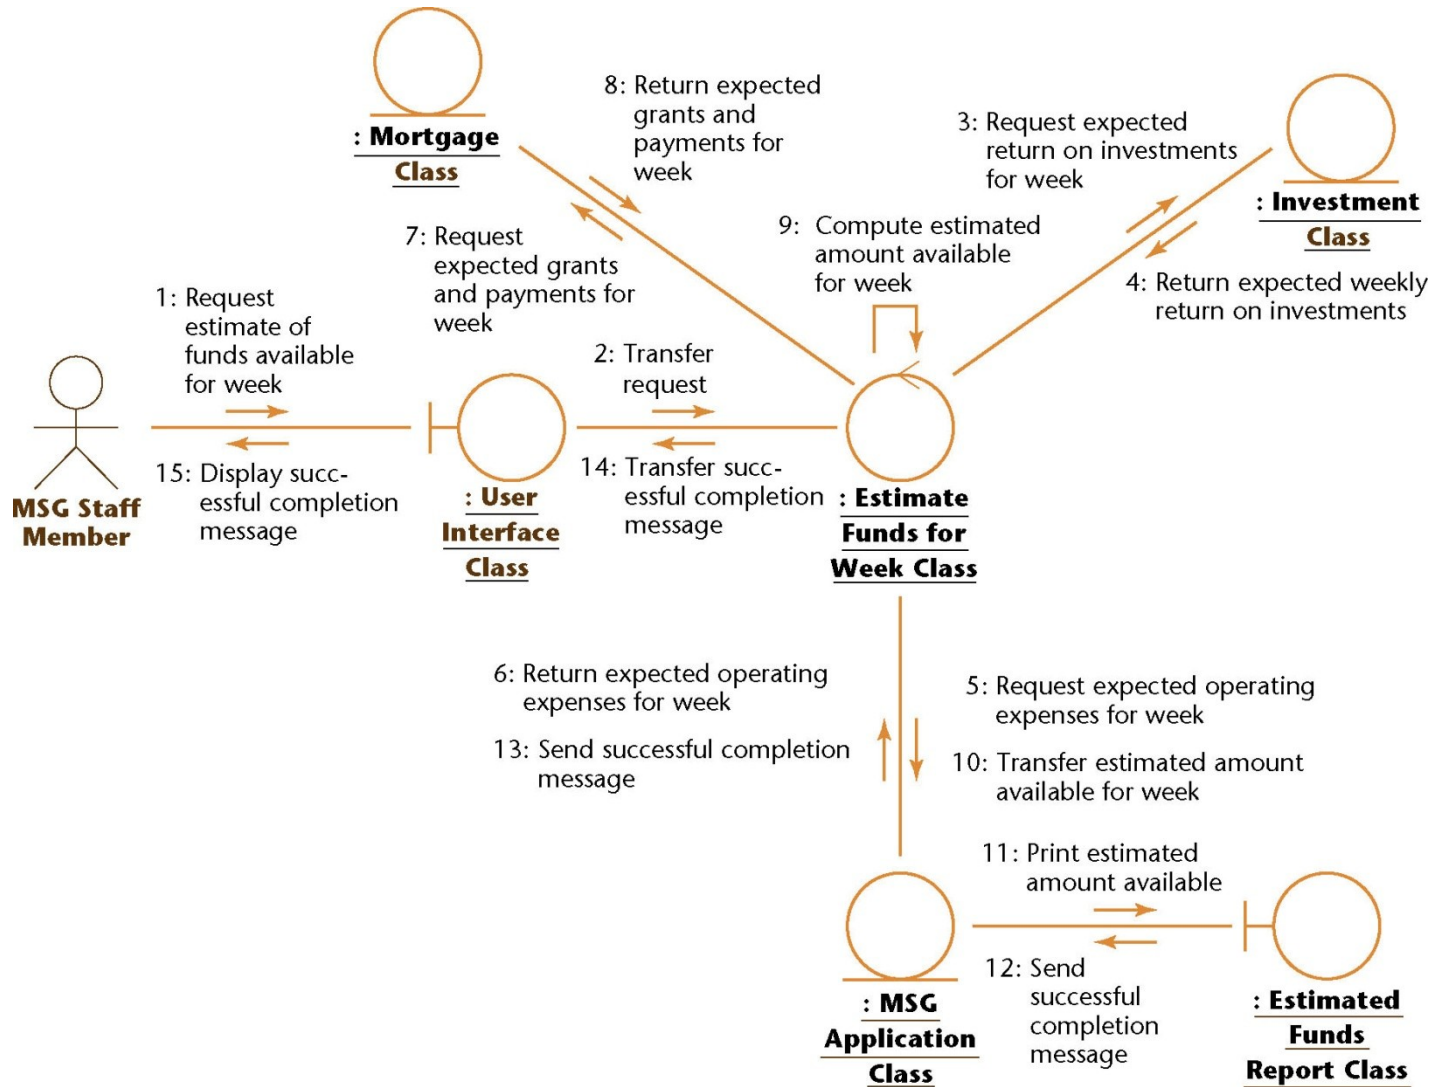 : Mortgage
Class
8: Return expected
grants and
payments for
week
3: Request expected
return on investments
for week
: Investment
Class
7: Request
expected grants
and payments for
week
9: Compute estimated
amount available
for week
4: Return expected weekly
return on investments
1: Request
estimate of
funds available
for week
2: Transfer
request
MSG Staff
Member
15: Display succ-
essful completion
message
: User
Interface
Class
14: Transfer succ-
essful completion
message
: Estimate
Funds for
Week Class
6: Return expected operating
expenses for week
13: Send successful completion
message
5: Request expected operating
expenses for week
10: Transfer estimated amount
available for week
11: Print estimated
amount available
: MSG
Application
Class
12: Send
successful
completion
message
: Estimated
Funds
Report Class